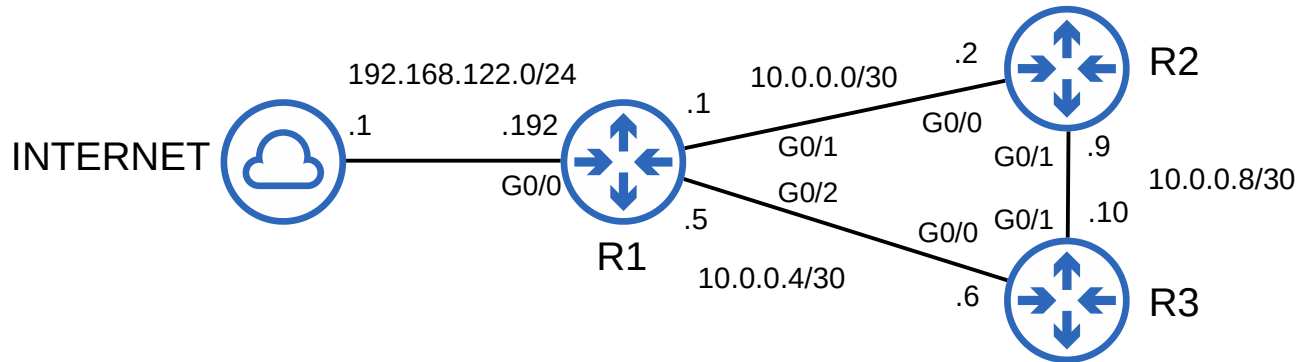 .2
R2
192.168.122.0/24
10.0.0.0/30
.1
.192
.1
G0/0
INTERNET
G0/1
G0/1
.9
G0/0
G0/2
10.0.0.8/30
.5
G0/0
G0/1
.10
R1
10.0.0.4/30
.6
R3